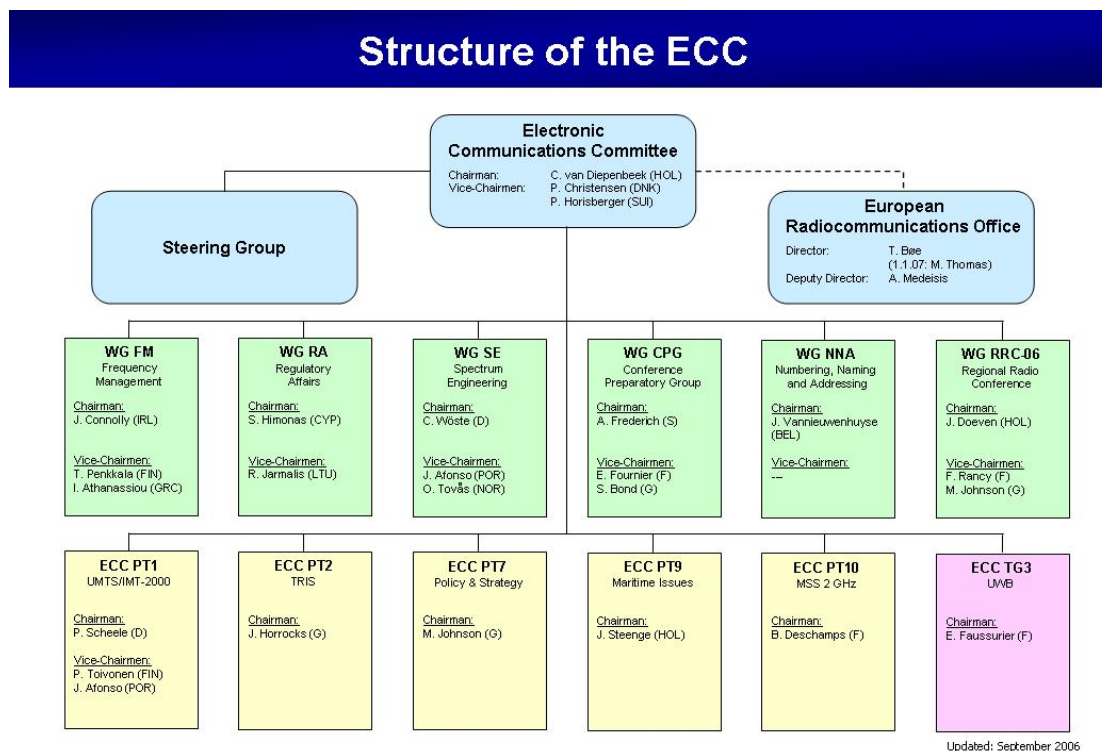 Structure of the ECC
Electronic
Communications Committee
Chairman: C. van Diepenbeek (HOL)
Vice-Chairmen: P. Christensen (DNK)
P. Horisberger (SUI)
Steering Group
European
Radiocommunications Office
Director: T. Bøe
(1.1.07: M. Thomas)
Deputy Director: A. Medeisis
WG FM
Frequency
Management
Chairman:
J. Connolly (IRL)
Vice-Chairmen:
T. Penkkala (FIN)
I. Athanassiou (GRC)
WG RA
Regulatory
Affairs
Chairman:
S. Himonas (CYP)
Vice-Chairmen:
R. Jarmalis (LTU)
WG SE
Spectrum
Engineering
Chairman:
C. Wöste (D)
Vice-Chairmen:
J. Afonso (POR)
O. Tovås (NOR)
WG CPG
Conference
Preparatory Group
Chairman:
A. Frederich (S)
Vice-Chairmen:
E. Fournier (F)
S. Bond (G)
WG NNA
Numbering, Naming
and Addressing
Chairman:
J. Vannieuwenhuyse
(BEL)
Vice-Chairmen:
---
WG RRC-06
Regional Radio
Conference
Chairman:
J. Doeven (HOL)
Vice-Chairmen:
F. Rancy (F)
M. Johnson (G)
ECC PT1
UMTS/IMT-2000
Chairman:
P. Scheele (D)
Vice-Chairmen:
P. Toivonen (FIN)
J. Afonso (POR)
ECC PT2
TRIS
Chairman:
J. Horrocks (G)
ECC PT7
Policy & Strategy
Chairman:
M. Johnson (G)
ECC PT9
Maritime Issues
Chairman:
J. Steenge (HOL)
ECC PT10
MSS 2 GHz
Chairman:
B. Deschamps (F)
ECC TG3
UWB
Chairman:
E. Faussurier (F)
Updated: September 2006